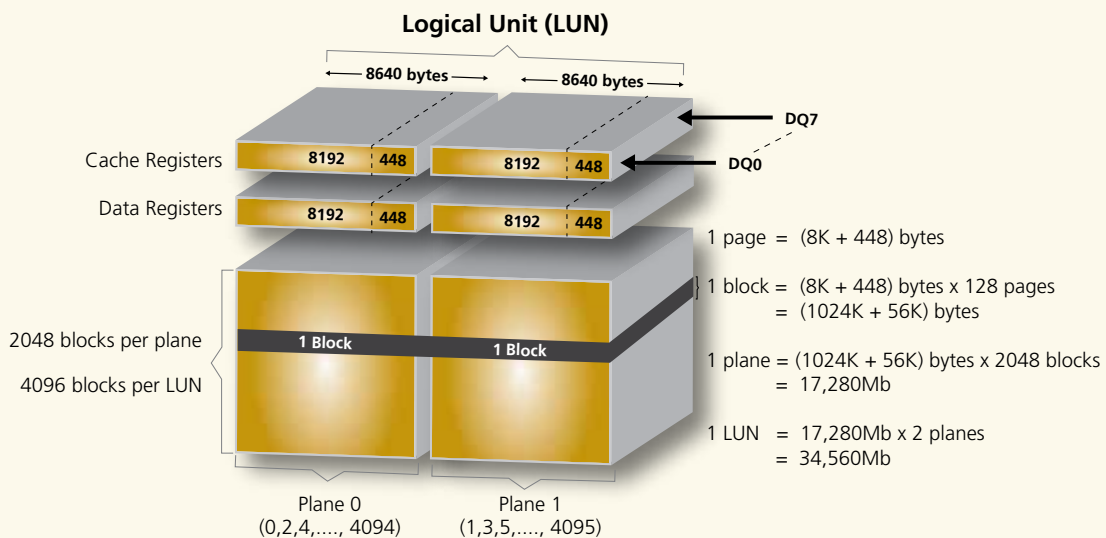 Logical Unit (LUN)
8640 bytes
8640 bytes
DQ7
Cache Registers
8192
448
8192
448
DQ0
Data Registers
8192
448
8192
448
1 page = (8K + 448) bytes
1 block = (8K + 448) bytes x 128 pages
= (1024K + 56K) bytes
2048 blocks per plane
1 Block
1 Block
1 plane = (1024K + 56K) bytes x 2048 blocks
= 17,280Mb
4096 blocks per LUN
1 LUN = 17,280Mb x 2 planes
= 34,560Mb
Plane 0
(0,2,4,...., 4094)
Plane 1
(1,3,5,...., 4095)